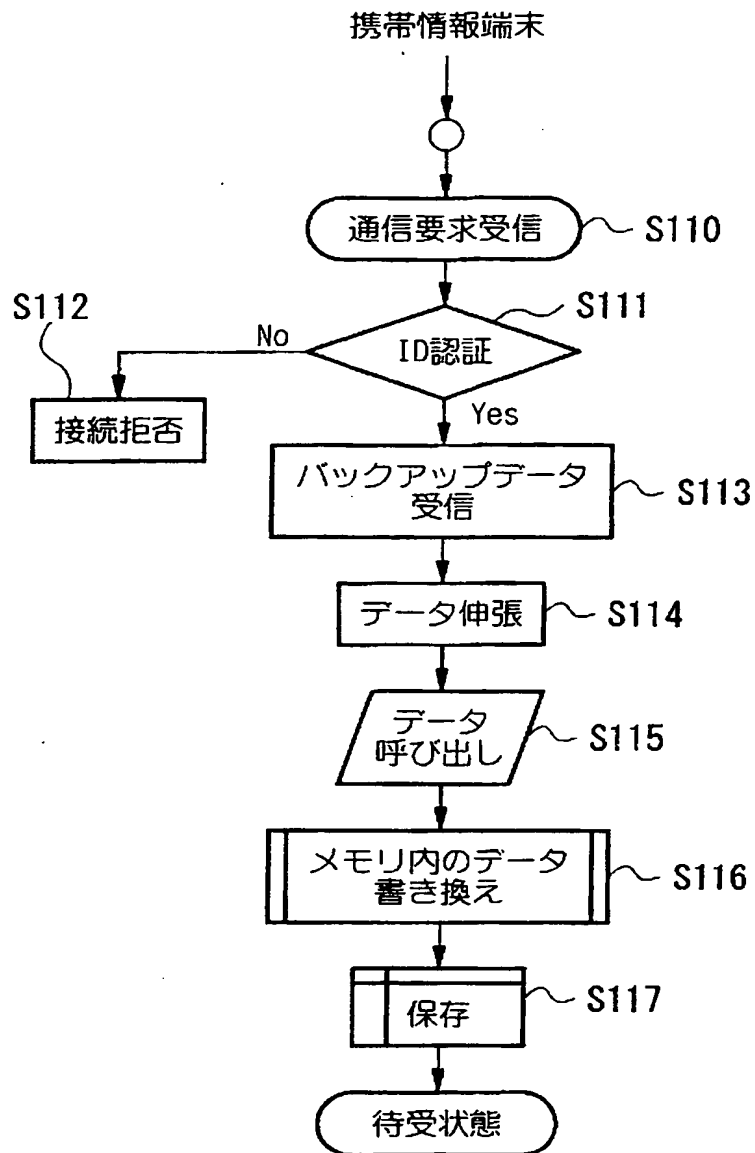 携帯情報端末
通信要求受信
S110
S112
S111
No
ID認証
接続拒否
Yes
バックアップデータ
受信
S113
データ伸張
S114
データ
呼び出し
S115
メモリ内のデータ
書き換え
S116
保存
S117
待受状態